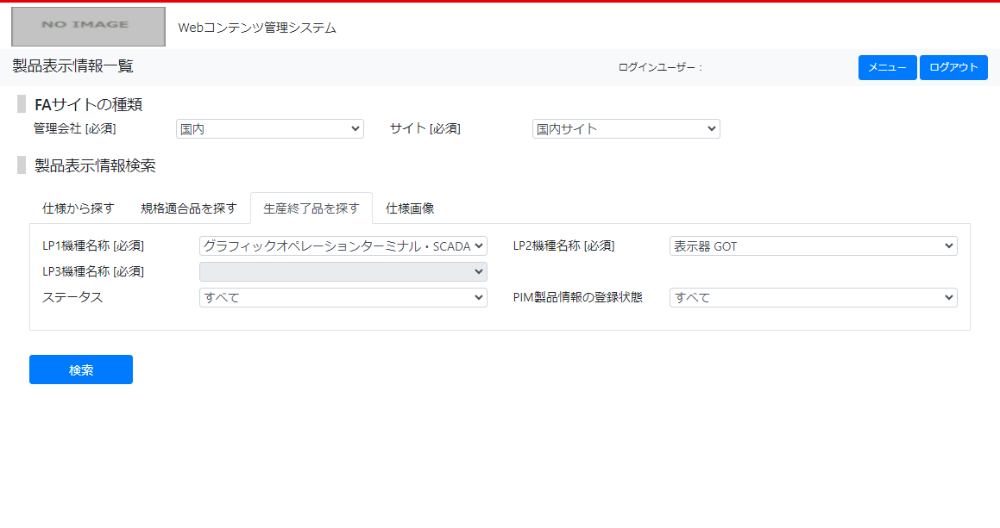 NO IMAGE Webコンテンツ管理システム
製品表示情報一覧 ログインユーザー： メニュー ログアウト
FAサイトの種類
管理会社 [必須] 国内 サイト [必須] 国内サイト
製品表示情報検索
仕様から探す 規格適合品を探す 生産終了品を探す 仕様画像
LP1機種名称 [必須] グラフィックオペレーションターミナル・SCADA LP2機種名称 [必須] 表示器 GOT
LP3機種名称 [必須]
ステータス すべて PIM製品情報の登録状態 すべて
検索